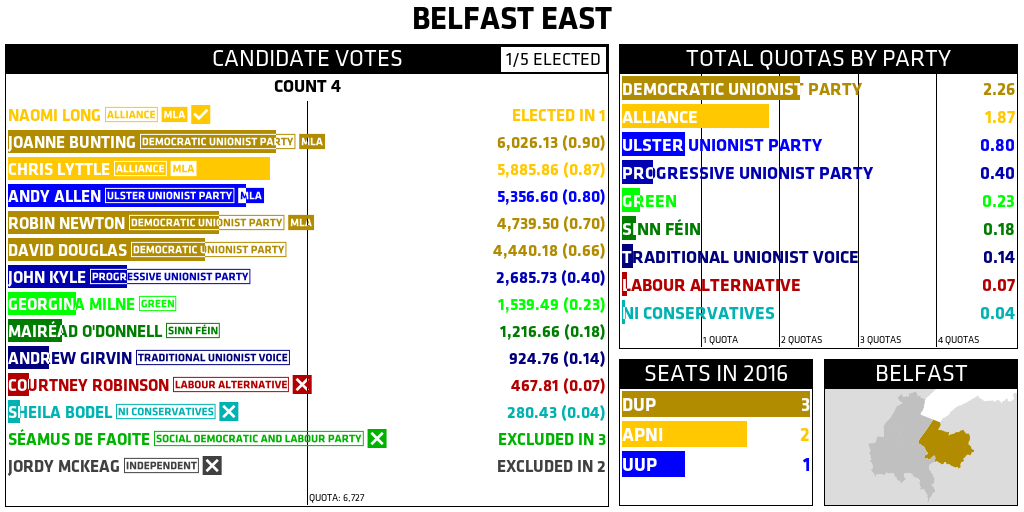 BELFAST EAST
CANDIDATE VOTES
1/5 ELECTED
COUNT 4
NAOMI LONG ALLIANCE MLA ELECTED IN 1
JOANNE BUNTING DEMOCRATIC UNIONIST PARTY MLA 6,026.13 (0.90)
CHRIS LYTTLE ALLIANCE MLA 5,885.86 (0.87)
ANDY ALLEN ULSTER UNIONIST PARTY MLA 5,356.60 (0.80)
ROBIN NEWTON DEMOCRATIC UNIONIST PARTY MLA 4,739.50 (0.70)
DAVID DOUGLAS DEMOCRATIC UNIONIST PARTY 4,440.18 (0.66)
JOHN KYLE PROGRESSIVE UNIONIST PARTY 2,685.73 (0.40)
GEORGINA MILNE GREEN 1,539.49 (0.23)
MAIRÉAD O'DONNELL SINN FÉIN 1,216.66 (0.18)
ANDREW GIRVIN TRADITIONAL UNIONIST VOICE 924.76 (0.14)
COURTNEY ROBINSON LABOUR ALTERNATIVE 467.81 (0.07)
SHEILA BODEL NI CONSERVATIVES 280.43 (0.04)
SÉAMUS DE FAOITE SOCIAL DEMOCRATIC AND LABOUR PARTY EXCLUDED IN 3
JORDY MCKEAG INDEPENDENT EXCLUDED IN 2
QUOTA: 6,727
TOTAL QUOTAS BY PARTY
DEMOCRATIC UNIONIST PARTY 2.26
ALLIANCE 1.87
ULSTER UNIONIST PARTY 0.80
PROGRESSIVE UNIONIST PARTY 0.40
GREEN 0.23
SINN FÉIN 0.18
TRADITIONAL UNIONIST VOICE 0.14
LABOUR ALTERNATIVE 0.07
NI CONSERVATIVES 0.04
1 QUOTA 2 QUOTAS 3 QUOTAS 4 QUOTAS
SEATS IN 2016
DUP 3
APNI 2
UUP 1
BELFAST